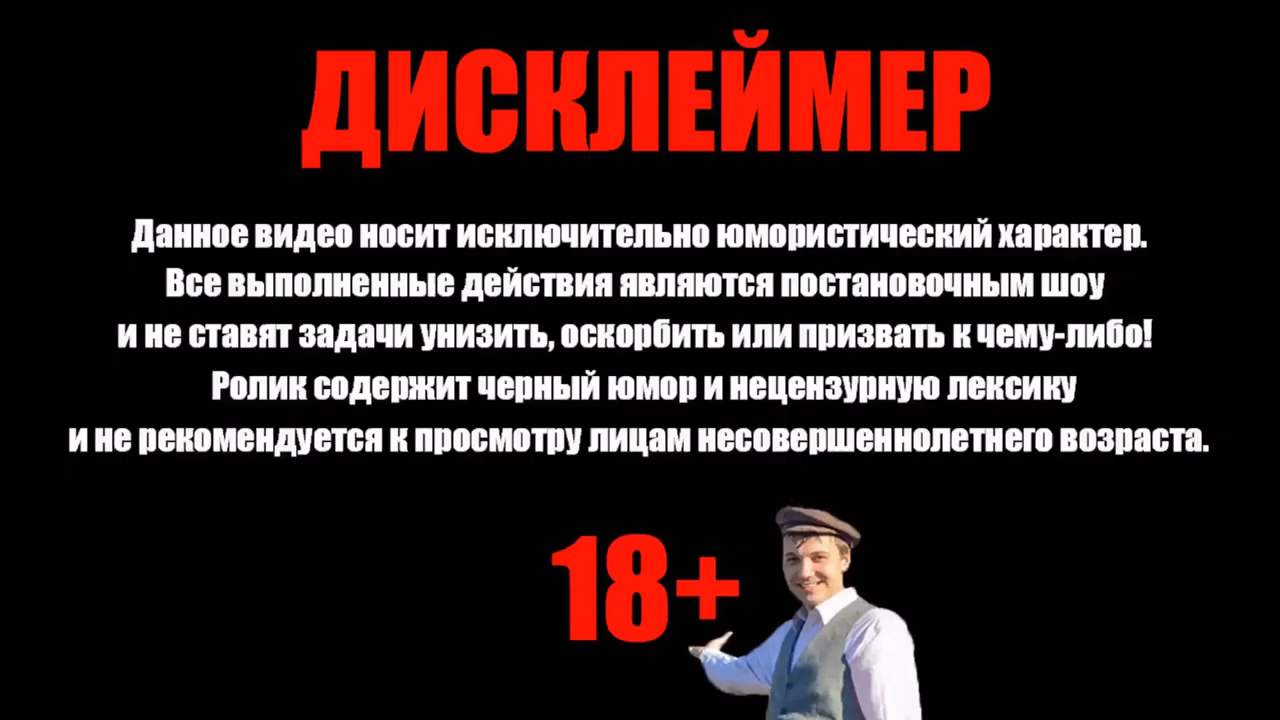 ДИСКЛЕЙМЕР
Данное видео носит исключительно юмористический характер.
Все выполненные действия являются постановочным шоу
и не ставят задачи унизить, оскорбить или призвать к чему-либо!
Ролик содержит черный юмор и нецензурную лексику
и не рекомендуется к просмотру лицам несовершеннолетнего возраста.
18+